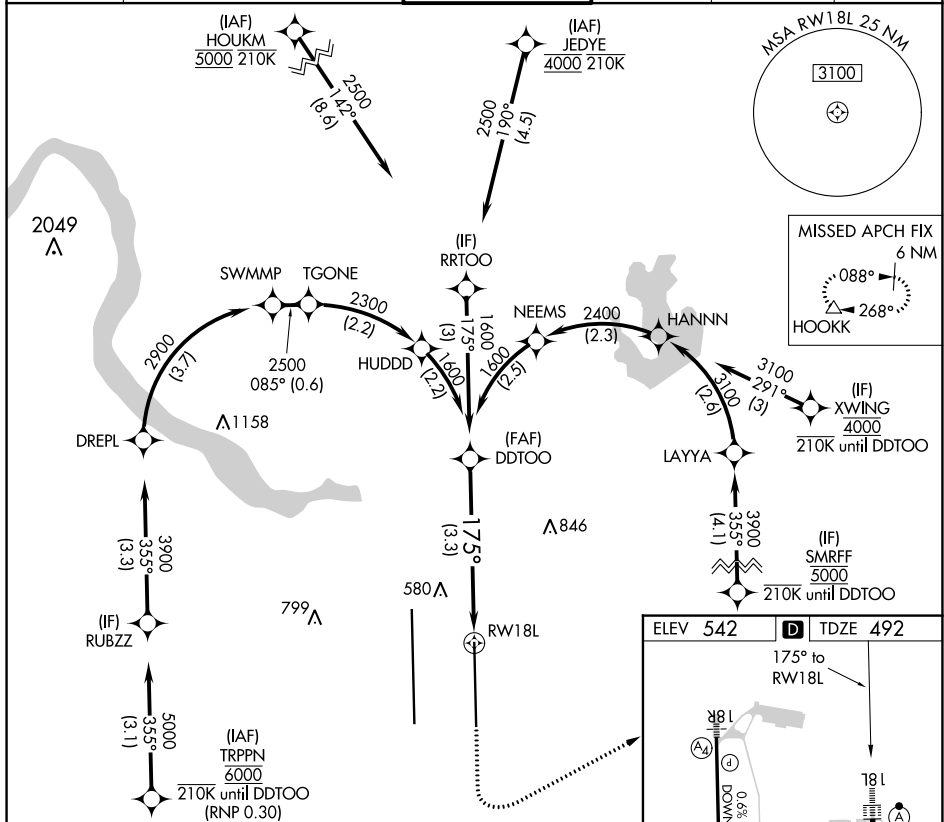 (IAF)
HOUKM
5000 210K
2500
142°
(8.6)
(IAF)
JEDYE
4000 210K
2500
190°
(4.5)
MSA RW18L 25 NM
3100
2049
MISSED APCH FIX
6 NM
088°
268°
HOOKK
(IF)
RRTOO
1600
175°
(3)
SWMMP
TGONE
2300
(2.2)
2500
085° (0.6)
HUDDD
1600
(2.2)
NEEMS
1600
(2.5)
2400
(2.3)
HANNN
3100
(2.6)
3100
291°
(3)
(IF)
XWING
4000
210K until DDTOO
2900
(3.7)
DREPL
1158
(FAF)
DDTOO
LAYYA
175°
(3.3)
846
3900
355°
(4.1)
(IF)
SMRFF
5000
210K until DDTOO
3900
355°
(3.3)
(IF)
RUBZZ
799
580
RW18L
5000
355°
(3.1)
(IAF)
TRPPN
6000
210K until DDTOO
(RNP 0.30)
ELEV 542
D
TDZE 492
175° to
RW18L
18R
A4
P
0.6%
DOWN
18L
A